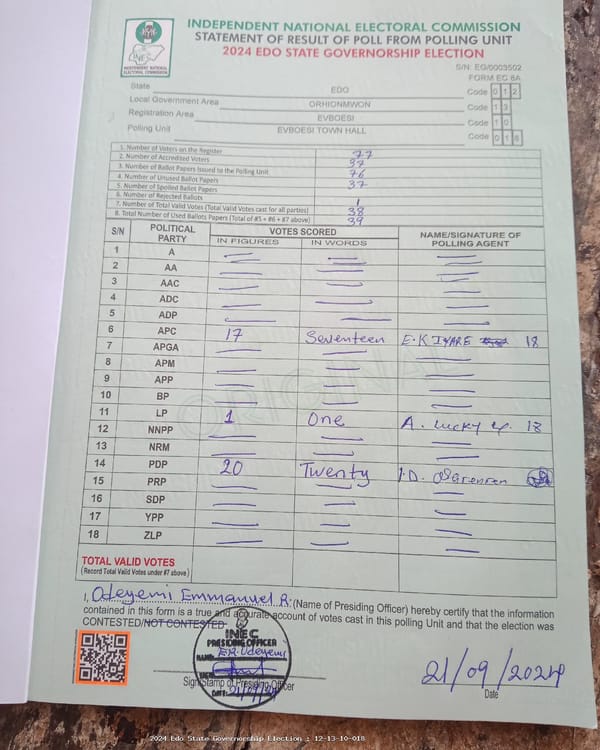 INEC
INDEPENDENT NATIONAL ELECTORAL COMMISSION
INDEPENDENT NATIONAL ELECTORAL COMMISSION
STATEMENT OF RESULT OF POLL FROM POLLING UNIT
2024 EDO STATE GOVERNORSHIP ELECTION
S/N: EG/0003502
FORM EC 8A
State EDO Code 0 1 2
Local Government Area ORHIONMWON Code 1 3
Registration Area EVBOESI Code 1 0
Polling Unit EVBOESI TOWN HALL Code 0 1 8
1. Number of Voters on the Register 77
2. Number of Accredited Voters 37
3. Number of Ballot Papers Issued to the Polling Unit 76
4. Number of Unused Ballot Papers 37
5. Number of Spoiled Ballot Papers
6. Number of Rejected Ballots 1
7. Number of Total Valid Votes (Total Valid Votes cast for all parties) 38
8. Total Number of Used Ballots Papers (Total of #5 + #6 + #7 above) 39
S/N POLITICAL PARTY VOTES SCORED NAME/SIGNATURE OF POLLING AGENT
IN FIGURES IN WORDS
1 A
2 AA
3 AAC
4 ADC
5 ADP
6 APC 17 Seventeen E.K IYARE 18
7 APGA
8 APM
9 APP
10 BP
11 LP 1 One A. Lucky 18
12 NNPP
13 NRM
14 PDP 20 Twenty I.D. Osarenren
15 PRP
16 SDP
17 YPP
18 ZLP
ORIGINAL
TOTAL VALID VOTES
(Record Total Valid Votes under #7 above)
I, Odeyemi Emmanuel R. (Name of Presiding Officer) hereby certify that the information
contained in this form is a true and accurate account of votes cast in this polling Unit and that the election was
CONTESTED/NOT CONTESTED
INEC
PRESIDING OFFICER
NAME: E.R. Odeyemi
SIGN:
DATE: 21/09/2024
Sign/Stamp of Presiding Officer
21/09/2024
Date
2024 Edo State Governorship Election : 12-13-10-018